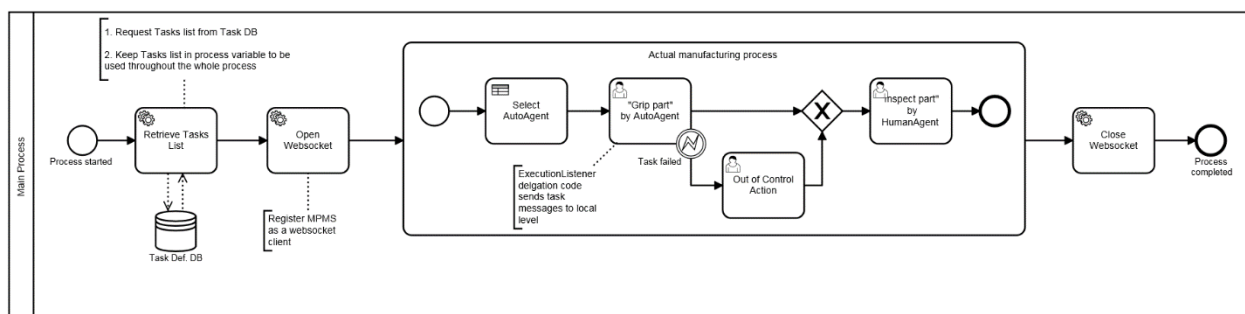 Main Process
1. Request Tasks list from Task DB
2. Keep Tasks list in process variable to be
used throughout the whole process
Process started
Retrieve Tasks
List
Task Def. DB
Open
Websocket
Register MPMS
as a websocket
client
Actual manufacturing process
Select
AutoAgent
"Grip part"
by AutoAgent
Task failed
ExecutionListener
delgation code
sends task
messages to local
level
Out of Control
Action
X
"Inspect part" by
HumanAgent
Close
Websocket
Process
completed